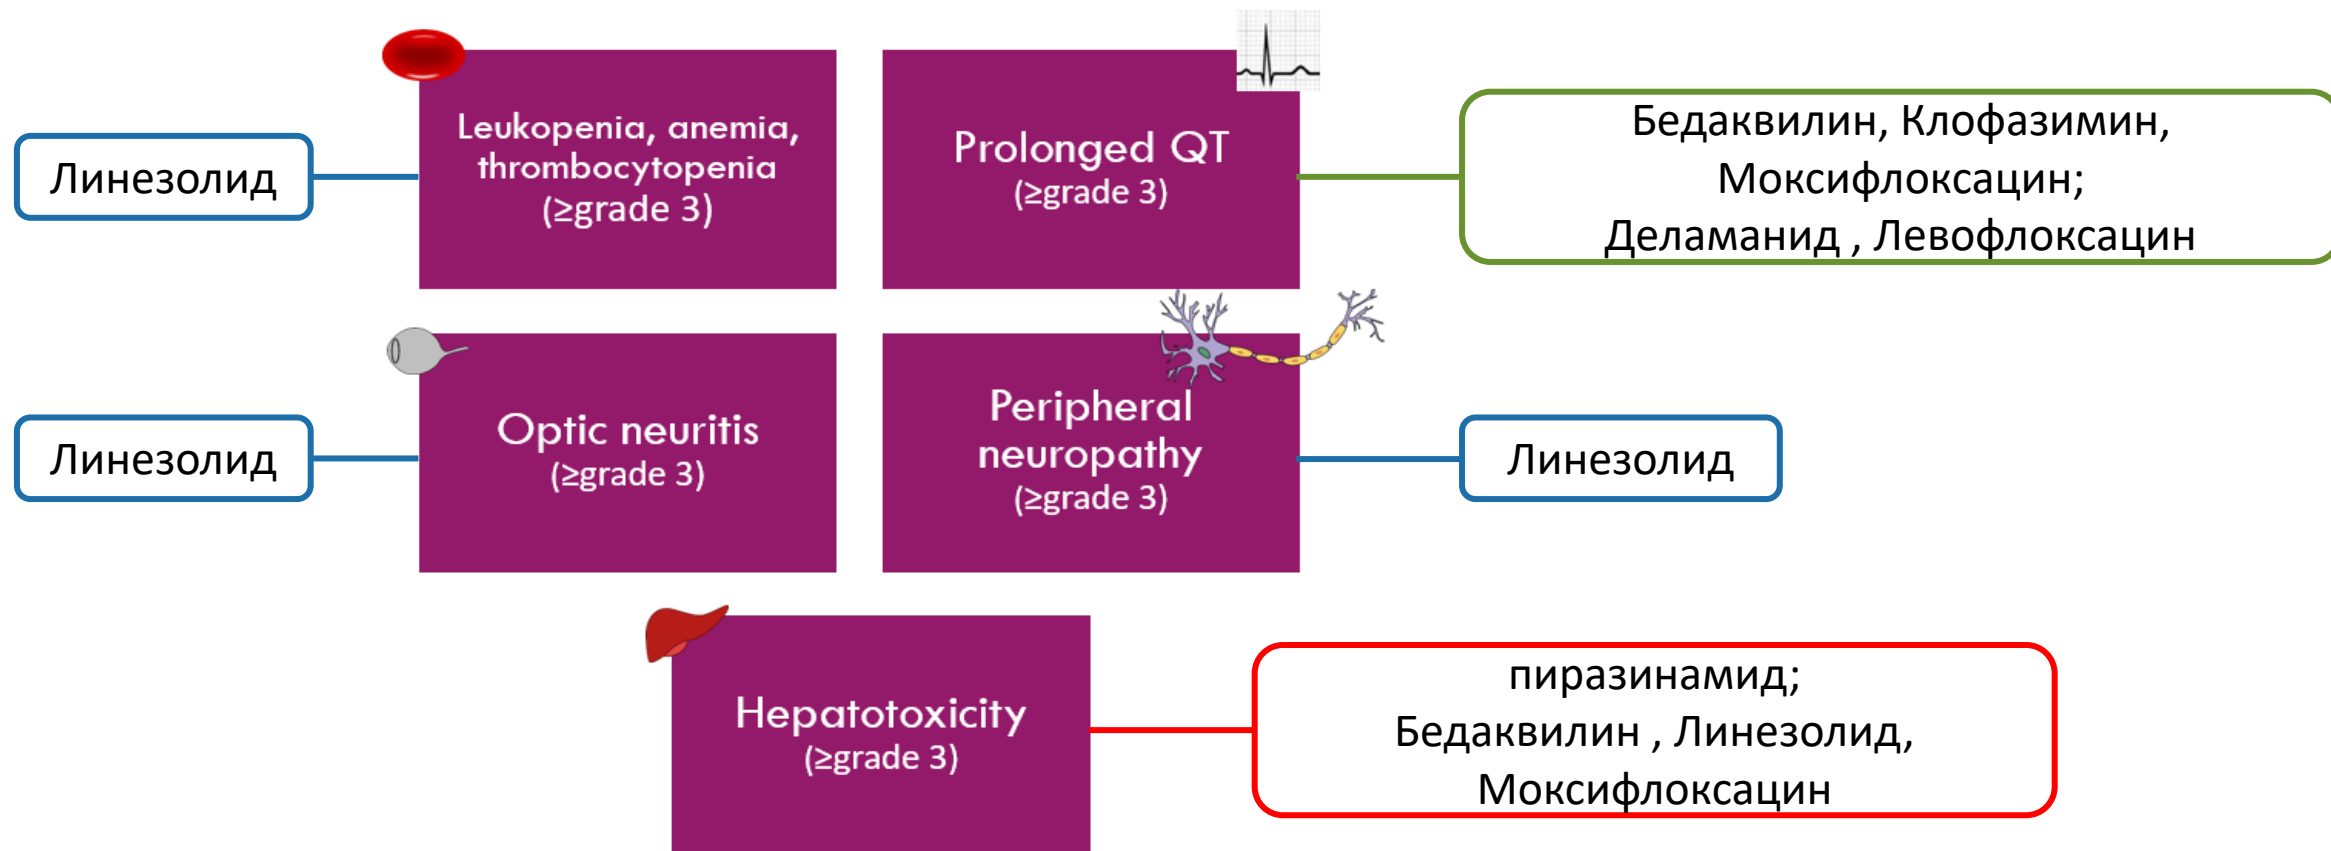 Линезолид
Leukopenia, anemia,
thrombocytopenia
(≥grade 3)
Prolonged QT
(≥grade 3)
Бедаквилин, Клофазимин,
Моксифлоксацин;
Деламанид , Левофлоксацин
Линезолид
Optic neuritis
(≥grade 3)
Peripheral
neuropathy
(≥grade 3)
Линезолид
Hepatotoxicity
(≥grade 3)
пиразинамид;
Бедаквилин , Линезолид,
Моксифлоксацин